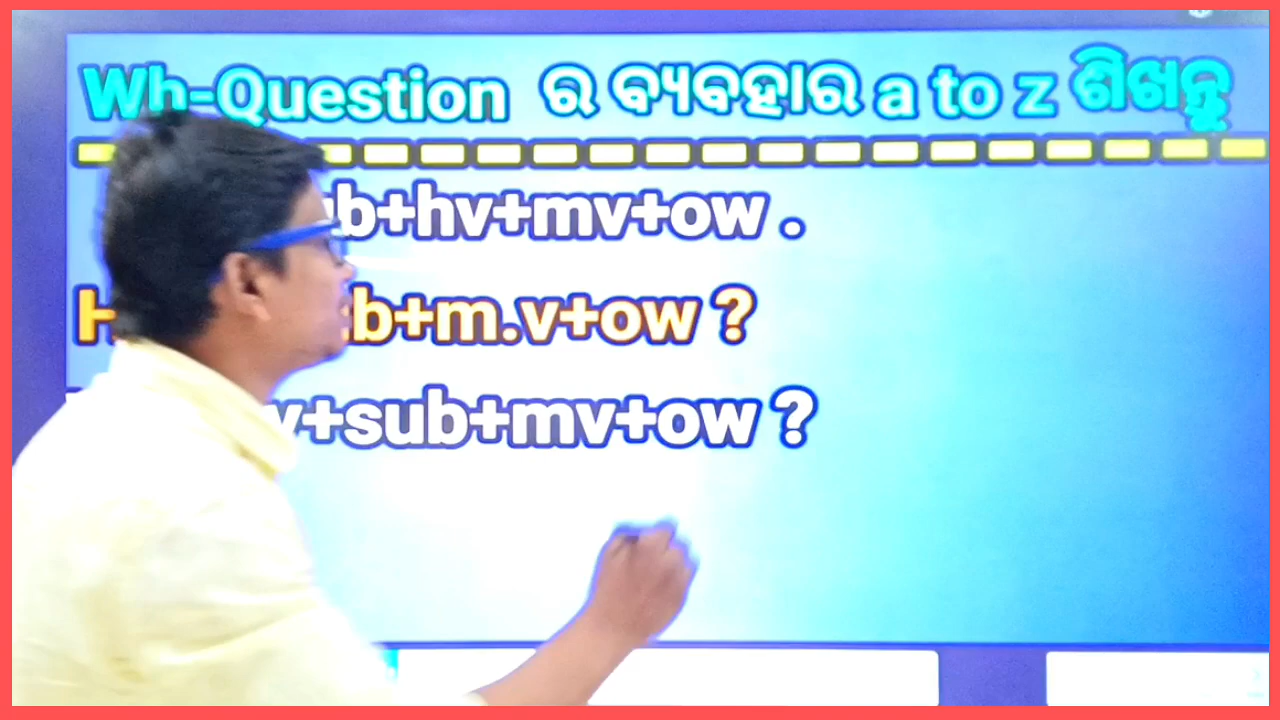 Wh-Question ର ବ୍ୟବହାର a to z ଶିଖନ୍ତୁ
b+hv+mv+ow .
b+m.v+ow ?
v+sub+mv+ow ?